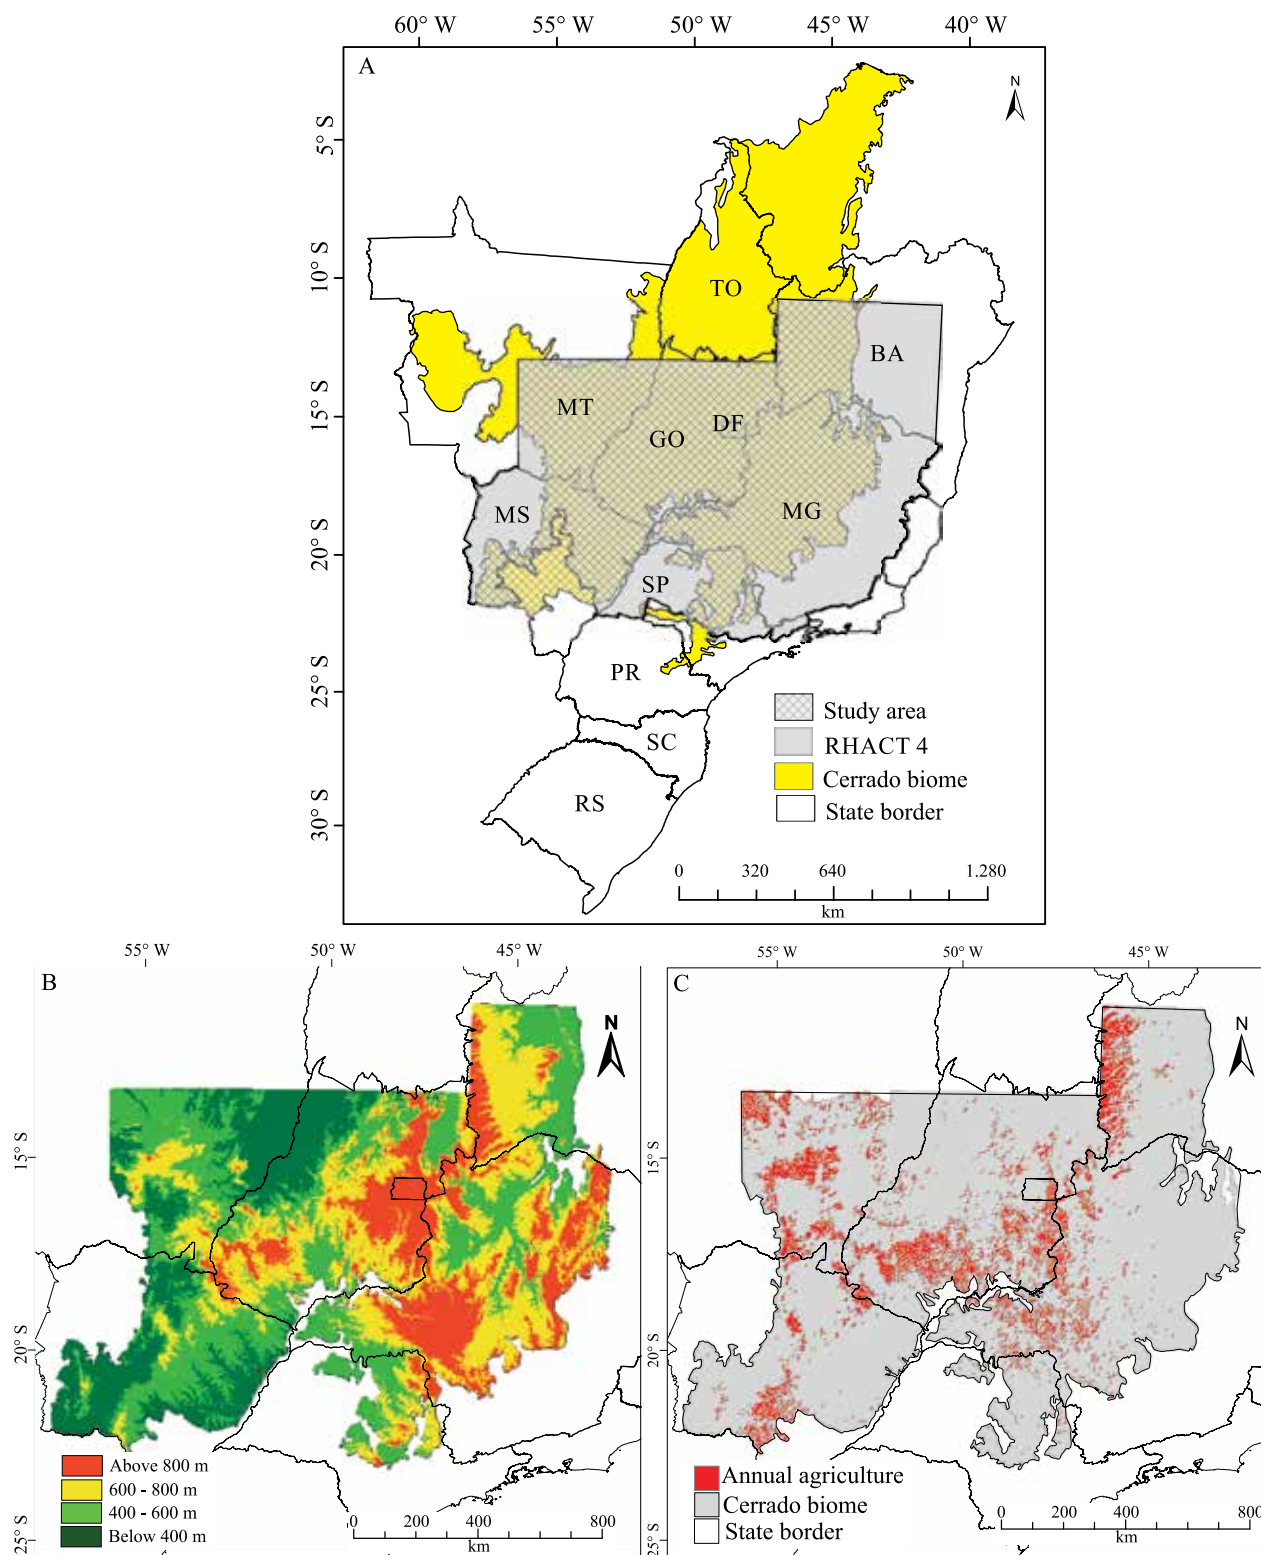 60° W 55° W 50° W 45° W 40° W
A
N
5° S
10° S
15° S
20° S
25° S
30° S
TO
BA
MT
DF
GO
MS
MG
SP
PR
SC
RS
Study area
RHACT 4
Cerrado biome
State border
0 320 640 1.280
km
55° W 50° W 45° W
B
N
15° S
20° S
25° S
Above 800 m
600 - 800 m
400 - 600 m
Below 400 m
0 200 400 800
km
55° W 50° W 45° W
C
N
15° S
20° S
25° S
Annual agriculture
Cerrado biome
State border
0 200 400 800
km